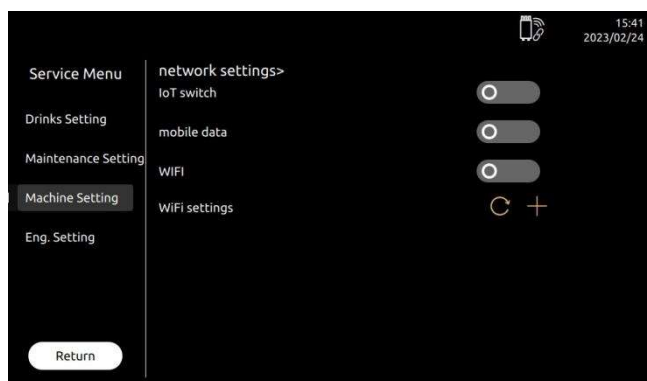 15:41
2023/02/24
Service Menu
Drinks Setting
Maintenance Setting
Machine Setting
Eng. Setting
Return
network settings>
IoT switch
mobile data
WIFI
WiFi settings